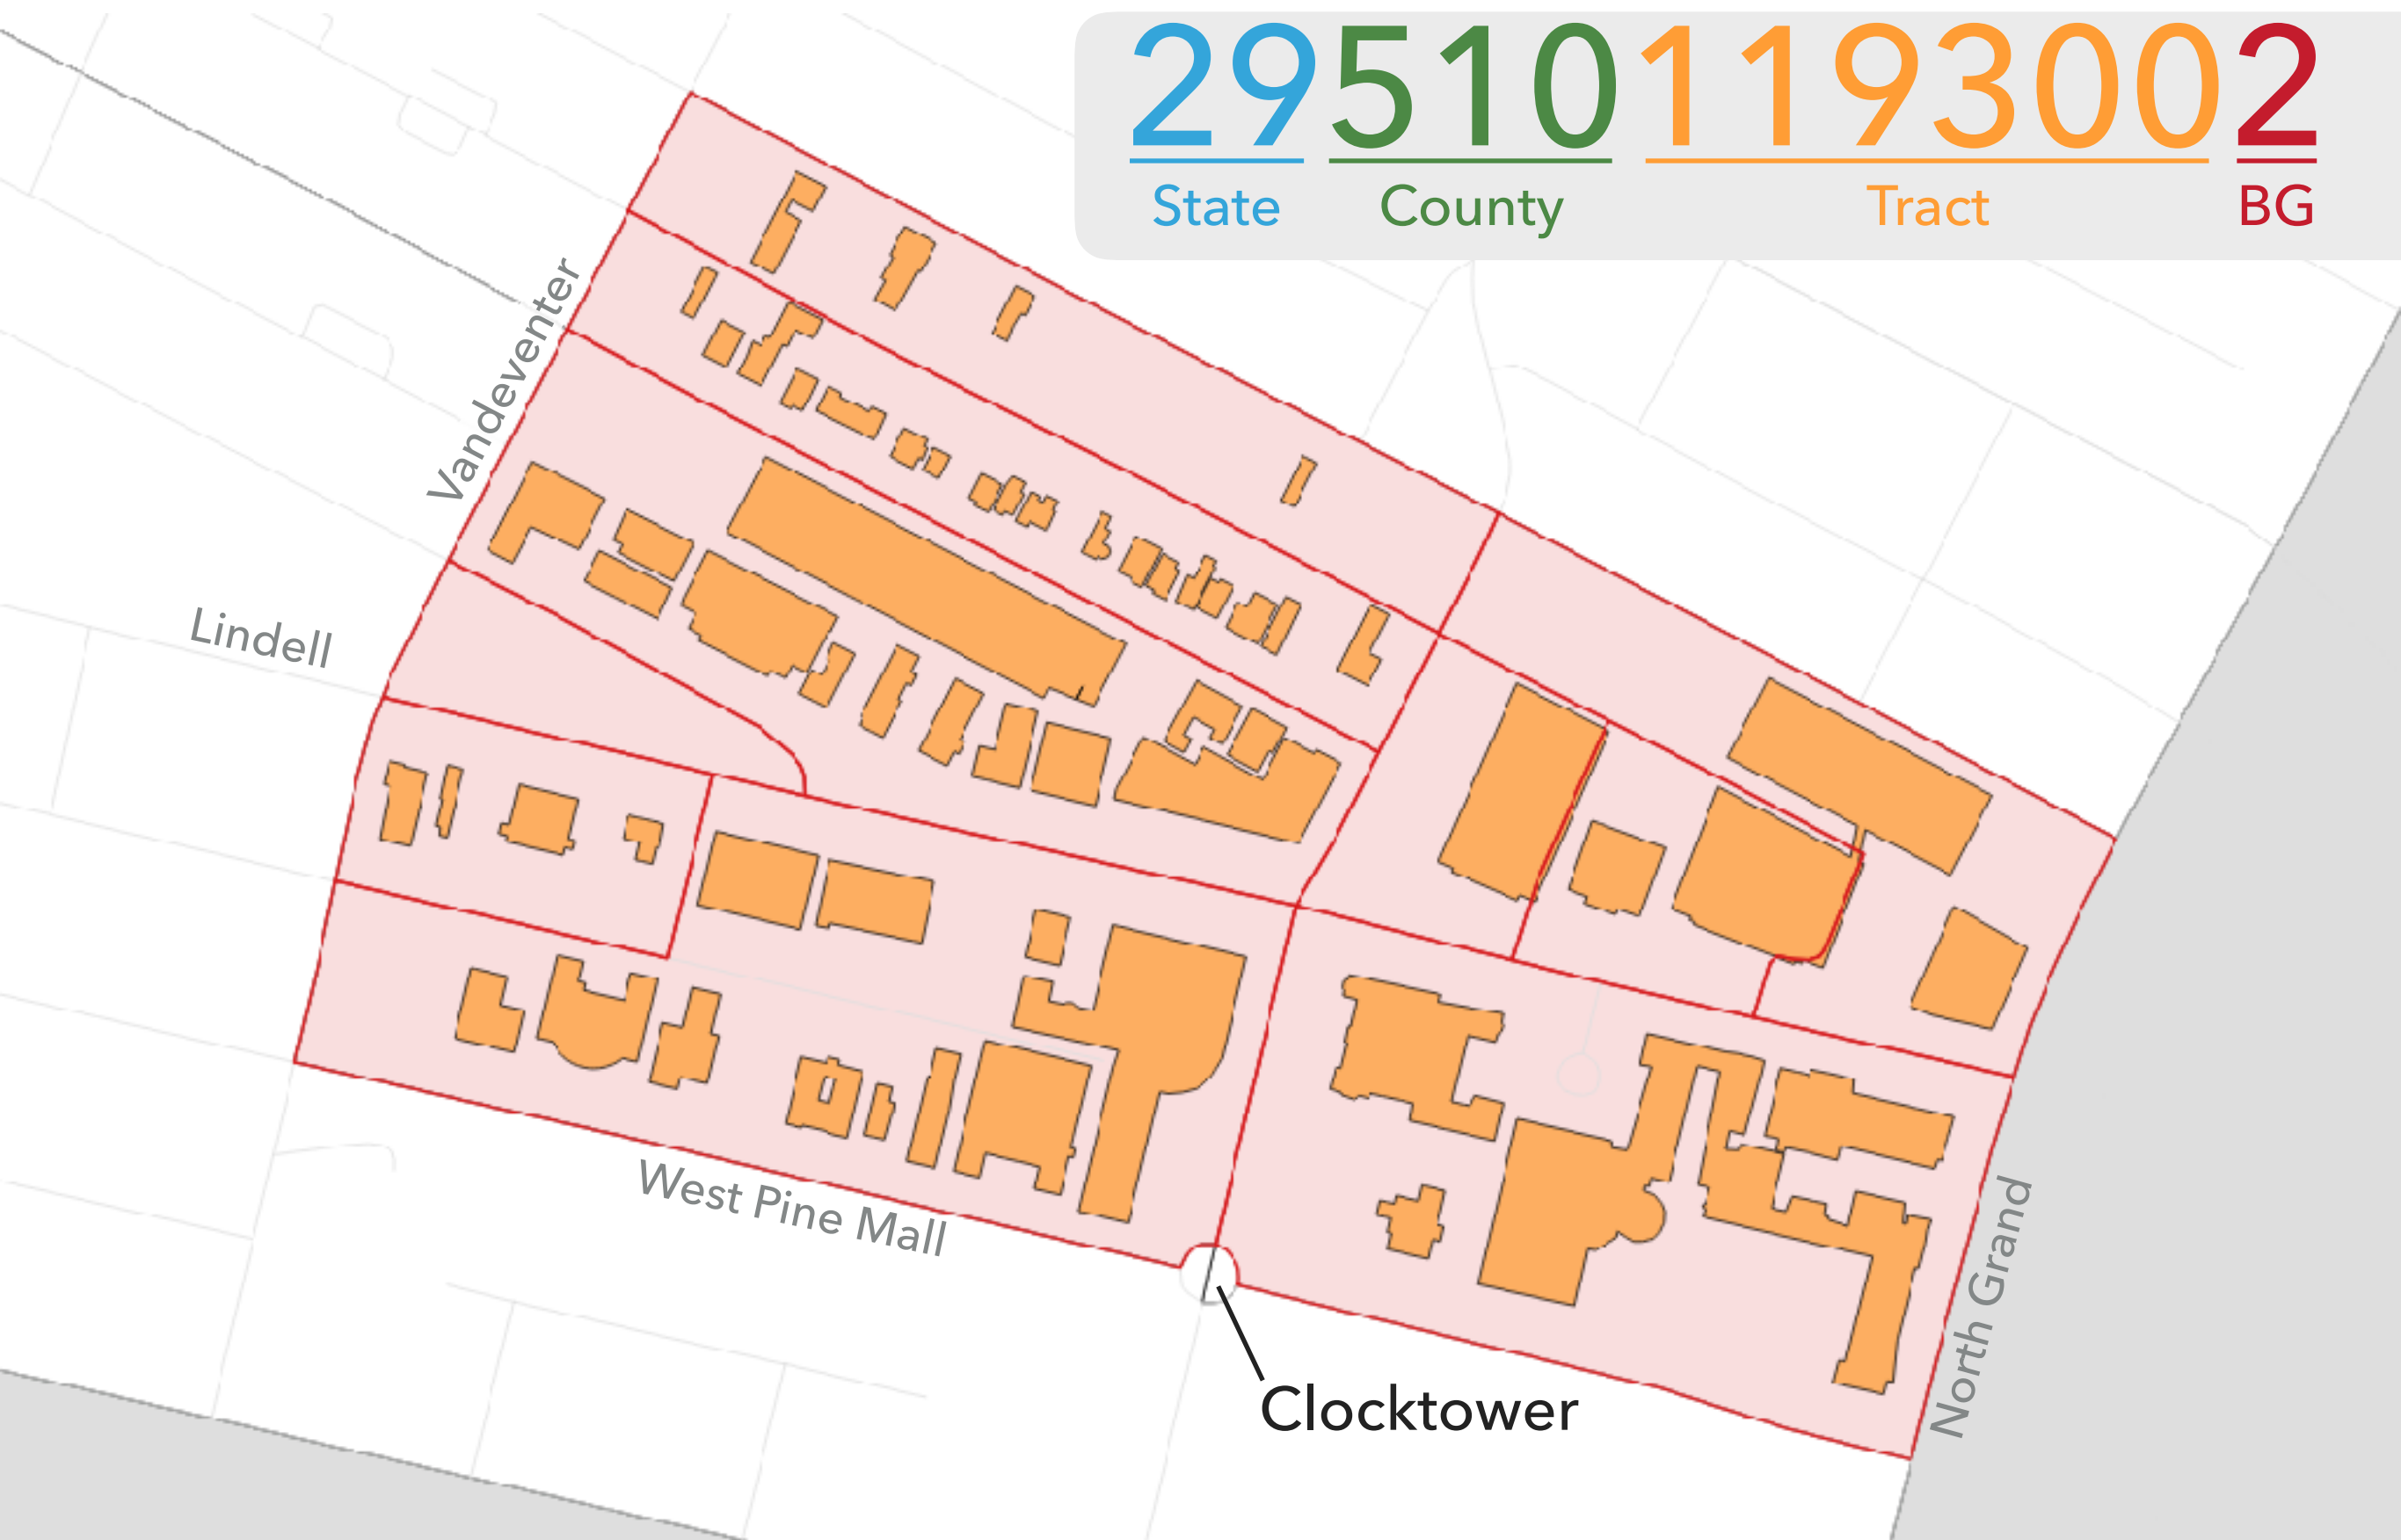 295101193002
State County Tract BG
Vandeventer
Lindell
West Pine Mall
North Grand
Clocktower